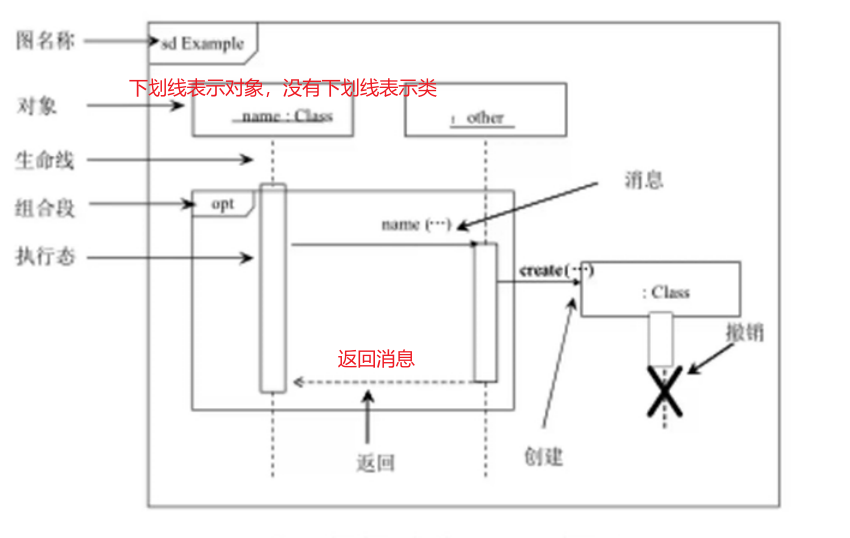 图名称
sd Example
下划线表示对象，没有下划线表示类
对象
name : Class
: other
生命线
消息
组合段
opt
name (…)
执行态
create(…)
: Class
返回消息
撤销
返回
创建